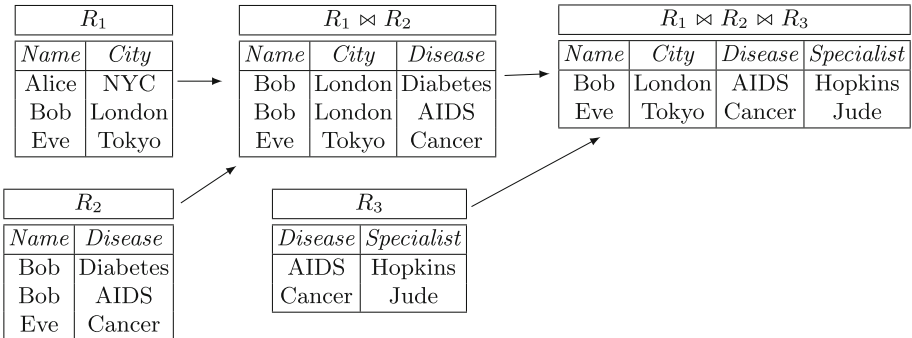 R1
Name City
Alice NYC
Bob London
Eve Tokyo
R1 ⋈ R2
Name City Disease
Bob London Diabetes
Bob London AIDS
Eve Tokyo Cancer
R1 ⋈ R2 ⋈ R3
Name City Disease Specialist
Bob London AIDS Hopkins
Eve Tokyo Cancer Jude
R2
Name Disease
Bob Diabetes
Bob AIDS
Eve Cancer
R3
Disease Specialist
AIDS Hopkins
Cancer Jude